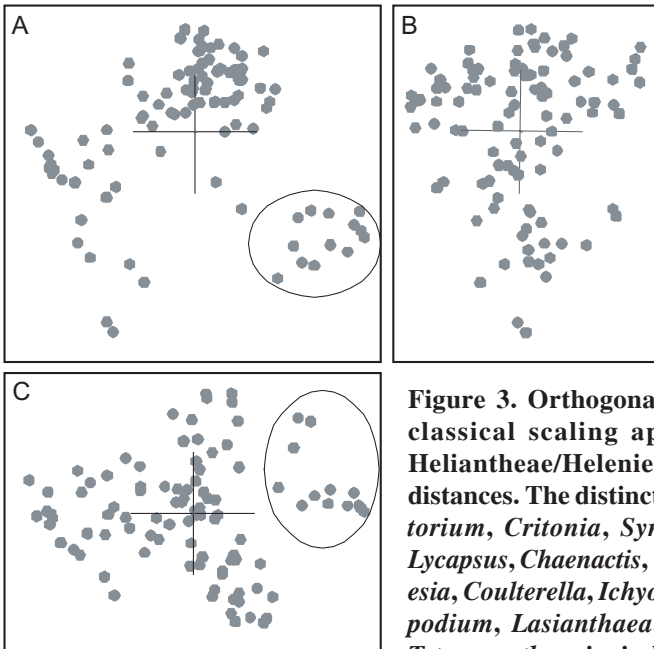 A
B
C
Figure 3. Orthogona
classical scaling ap
Heliantheae/Helenie
distances. The distinct
torium, Critonia, Syn
Lycapsus, Chaenactis,
esia, Coulterella, Ichyo
podium, Lasianthaea